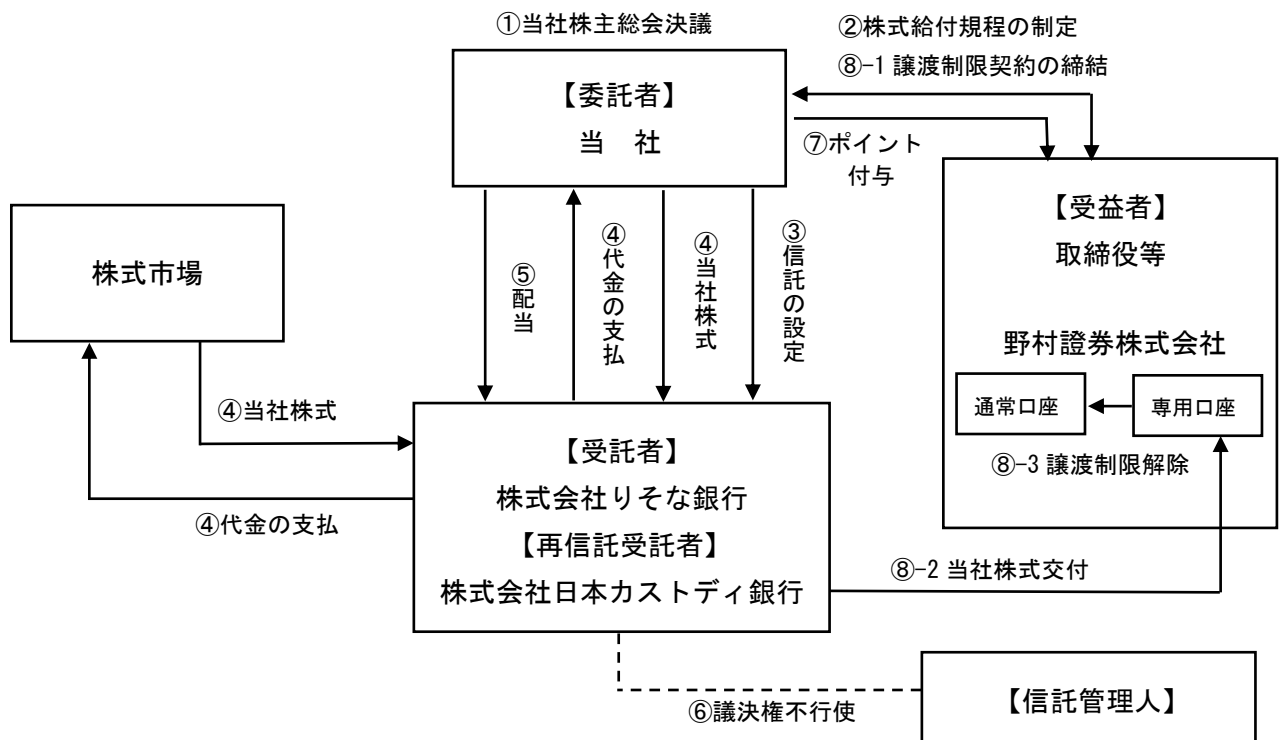 ①当社株主総会決議
②株式給付規程の制定
⑧-1 譲渡制限契約の締結
【委託者】
当 社
⑦ポイント
付与
【受益者】
取締役等
野村證券株式会社
通常口座
専用口座
⑧-3 譲渡制限解除
株式市場
⑤配当
④代金の支払
④当社株式
③信託の設定
④当社株式
④代金の支払
【受託者】
株式会社りそな銀行
【再信託受託者】
株式会社日本カストディ銀行
⑧-2 当社株式交付
⑥議決権不行使
【信託管理人】